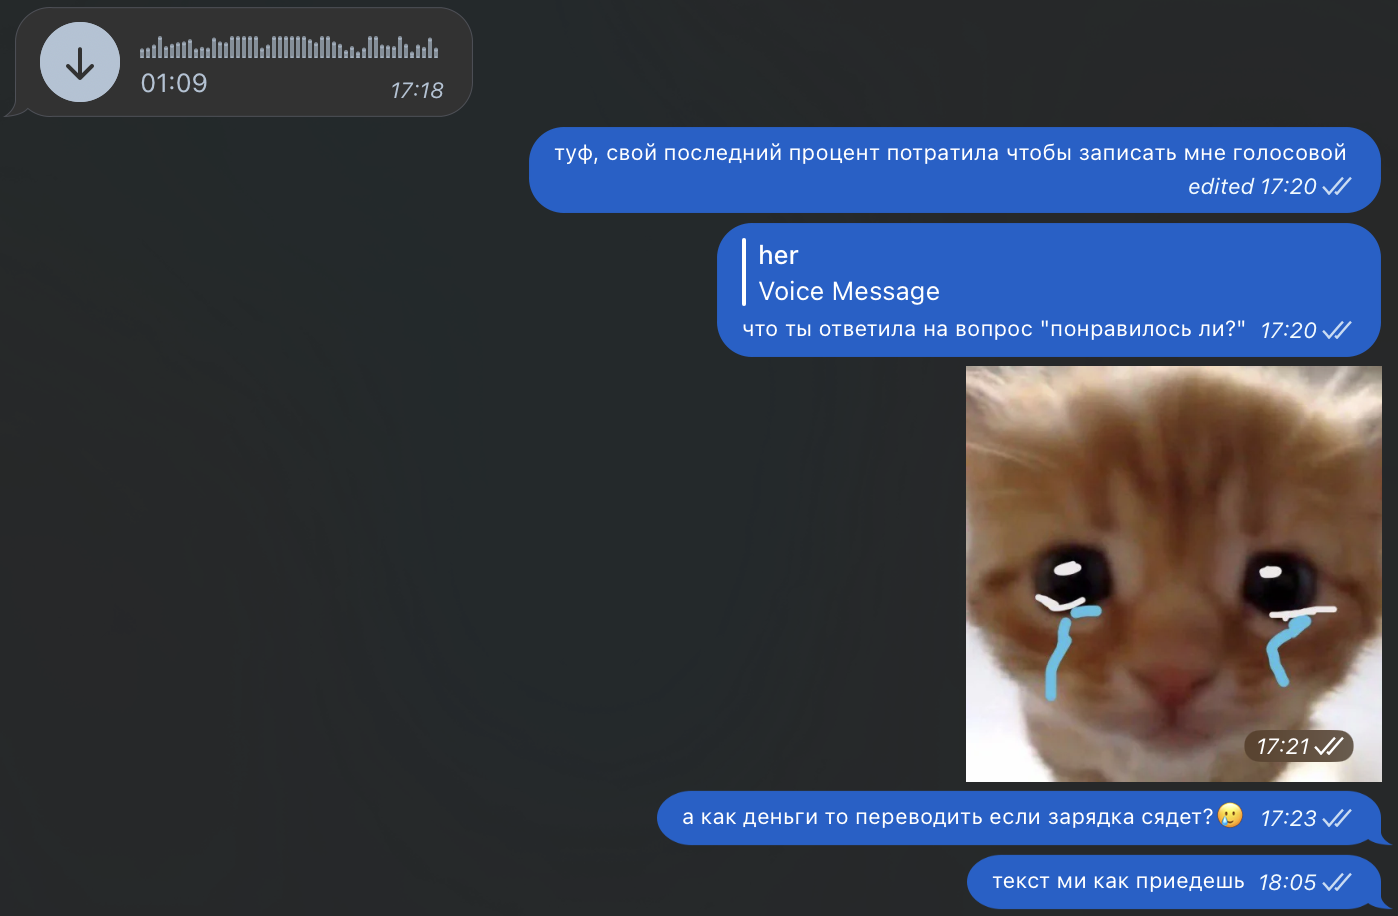 01:09
17:18
туф, свой последний процент потратила чтобы записать мне голосовой
edited 17:20
her
Voice Message
что ты ответила на вопрос "понравилось ли?" 17:20
17:21
а как деньги то переводить если зарядка сядет?🥲 17:23
текст ми как приедешь 18:05